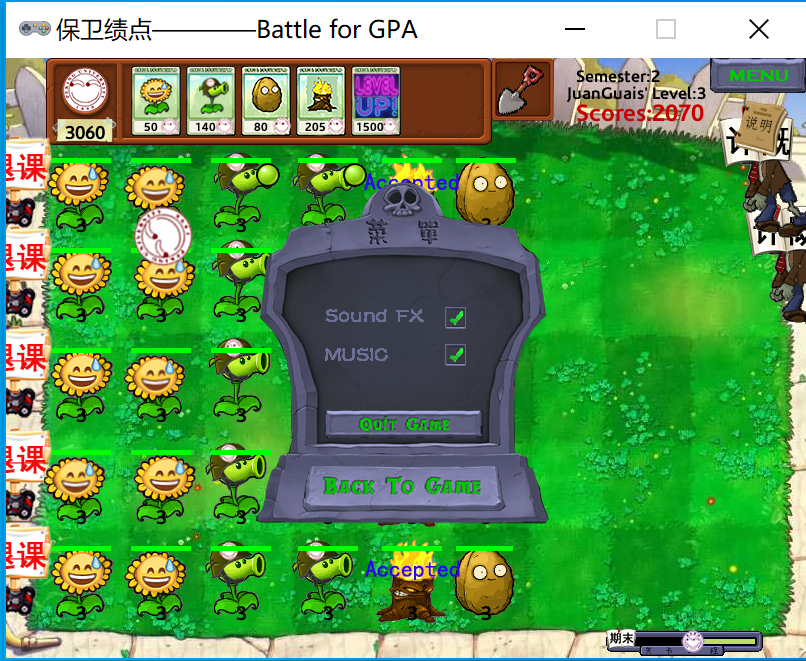 保卫绩点————Battle for GPA
3060
50
140
80
205
LEVEL
UP!
1500
Semester:2
JuanGuais' Level:3
Scores:2070
MENU
说明
退课
Accepted
3
3
3
3
3
菜單
退课
3
3
3
Sound FX
MUSIC
退课
3
3
3
QUIT GAME
退课
3
3
3
BACK TO GAME
退课
Accepted
3
3
3
3
3
3
期末